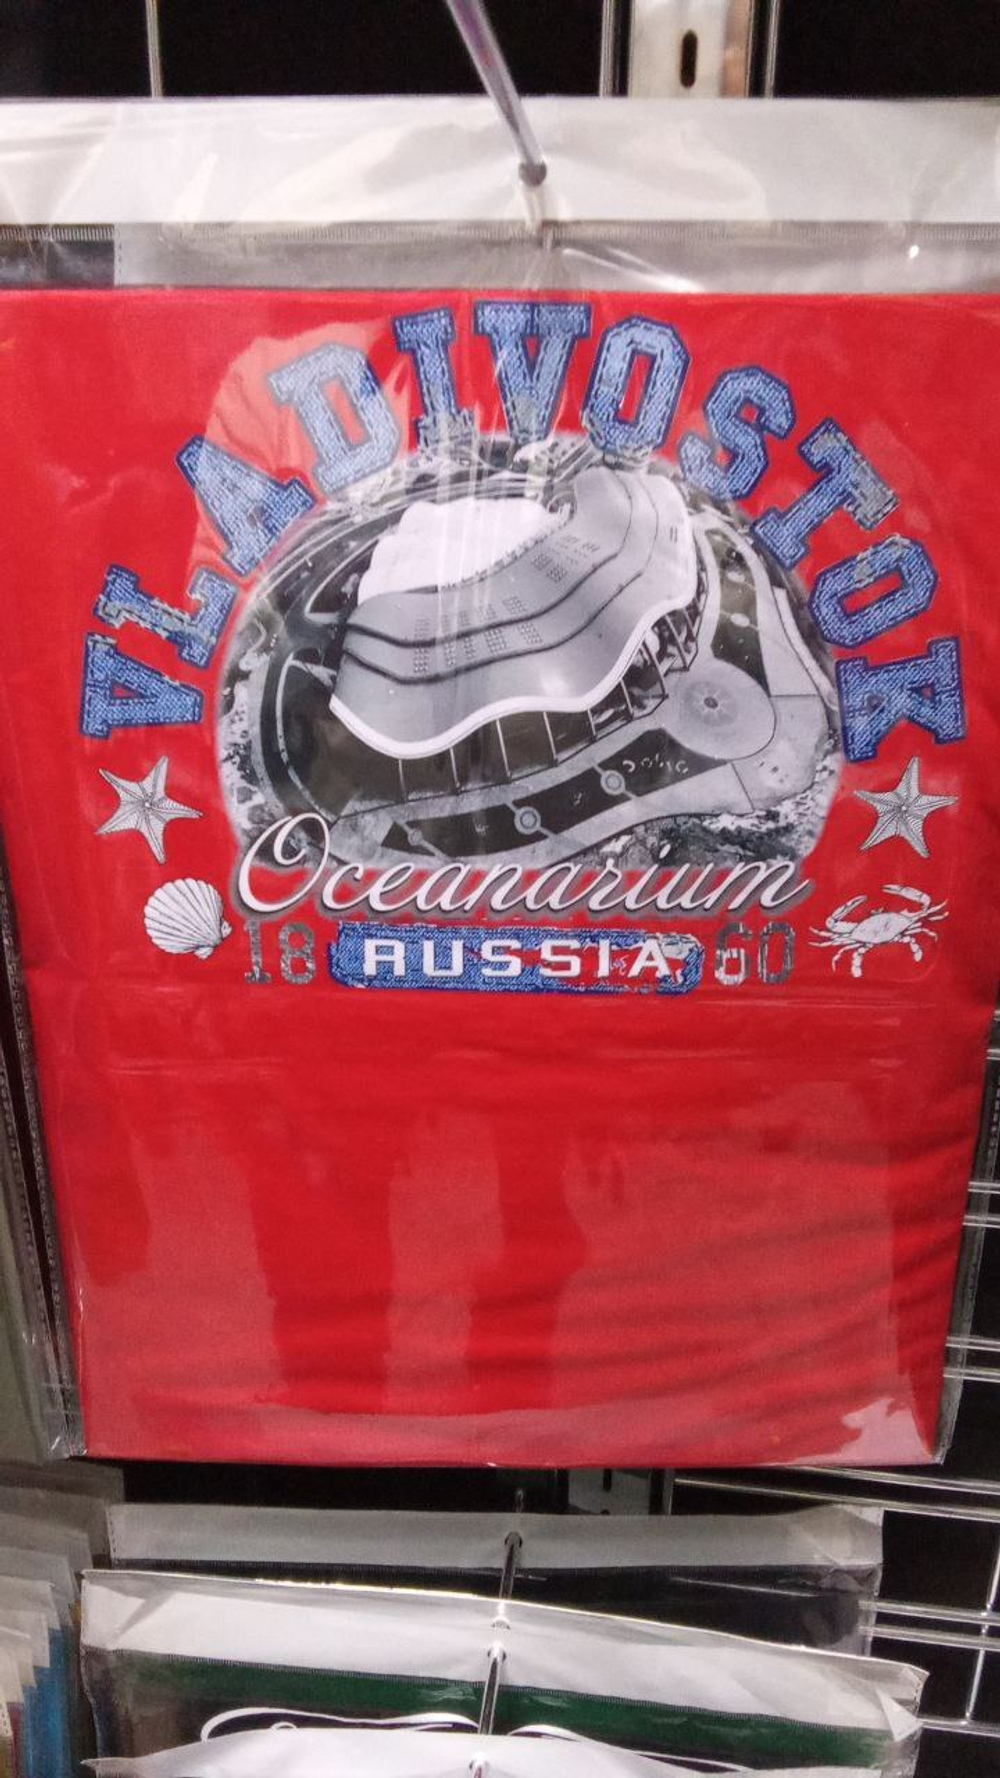 VLADIVOSTOK
Oceanarium
18 RUSSIA 60